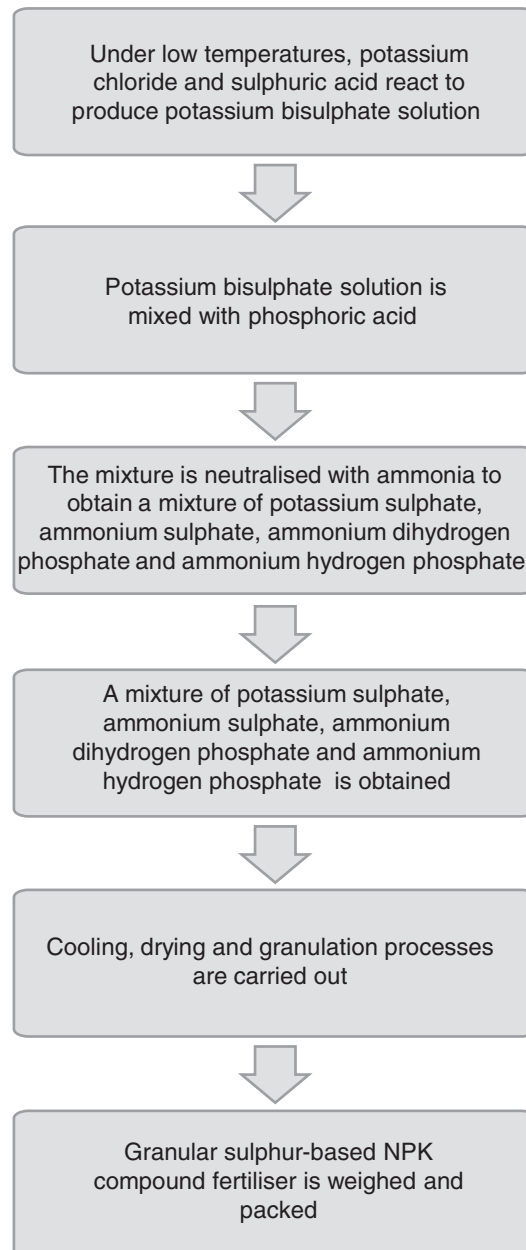 Under low temperatures, potassium
chloride and sulphuric acid react to
produce potassium bisulphate solution
Potassium bisulphate solution is
mixed with phosphoric acid
The mixture is neutralised with ammonia to
obtain a mixture of potassium sulphate,
ammonium sulphate, ammonium dihydrogen
phosphate and ammonium hydrogen phosphate
A mixture of potassium sulphate,
ammonium sulphate, ammonium
dihydrogen phosphate and ammonium
hydrogen phosphate is obtained
Cooling, drying and granulation processes
are carried out
Granular sulphur-based NPK
compound fertiliser is weighed and
packed